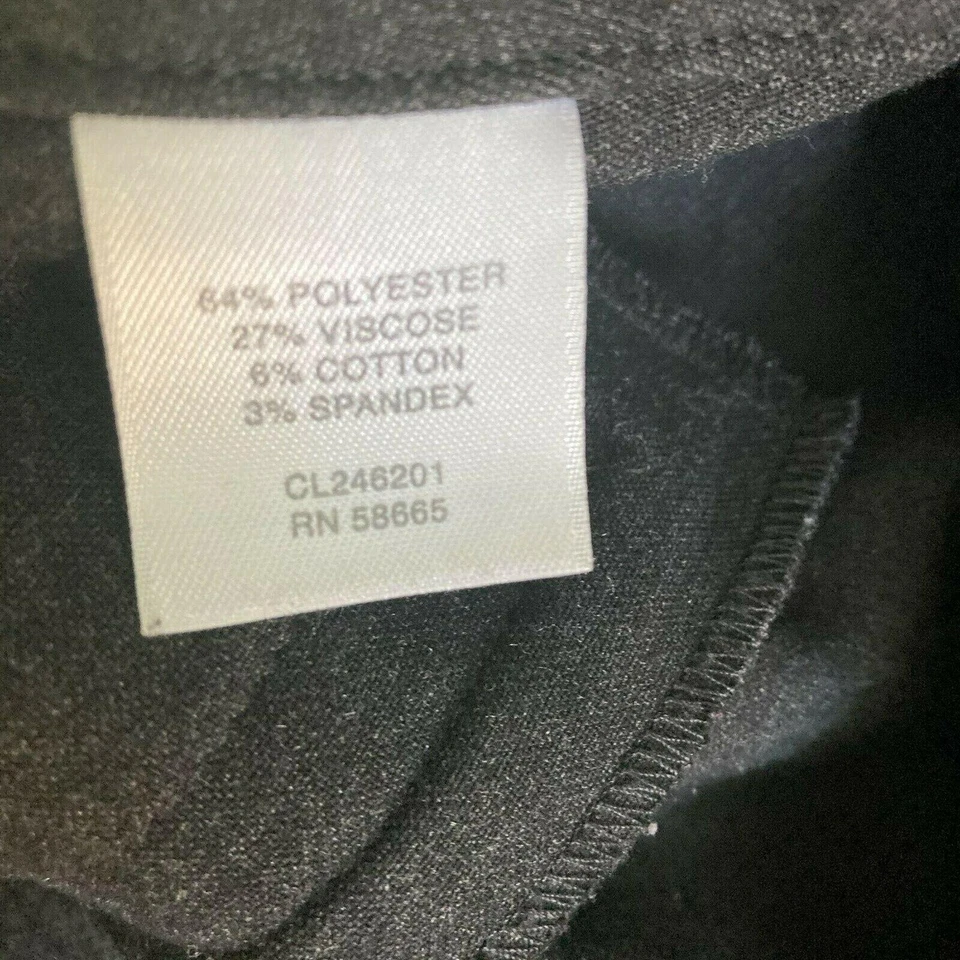 64% POLYESTER
27% VISCOSE
6% COTTON
3% SPANDEX
CL246201
RN 58665